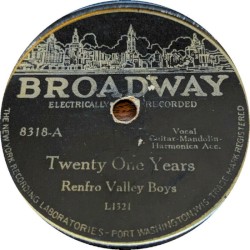 BROADWAY
ELECTRICALLY RECORDED
8318-A
Vocal
Guitar-Mandolin-
Harmonica Acc.
Twenty One Years
Renfro Valley Boys
L1321
THE NEW YORK RECORDING LABORATORIES - PORT WASHINGTON, WIS. TRADE MARK REGISTERED